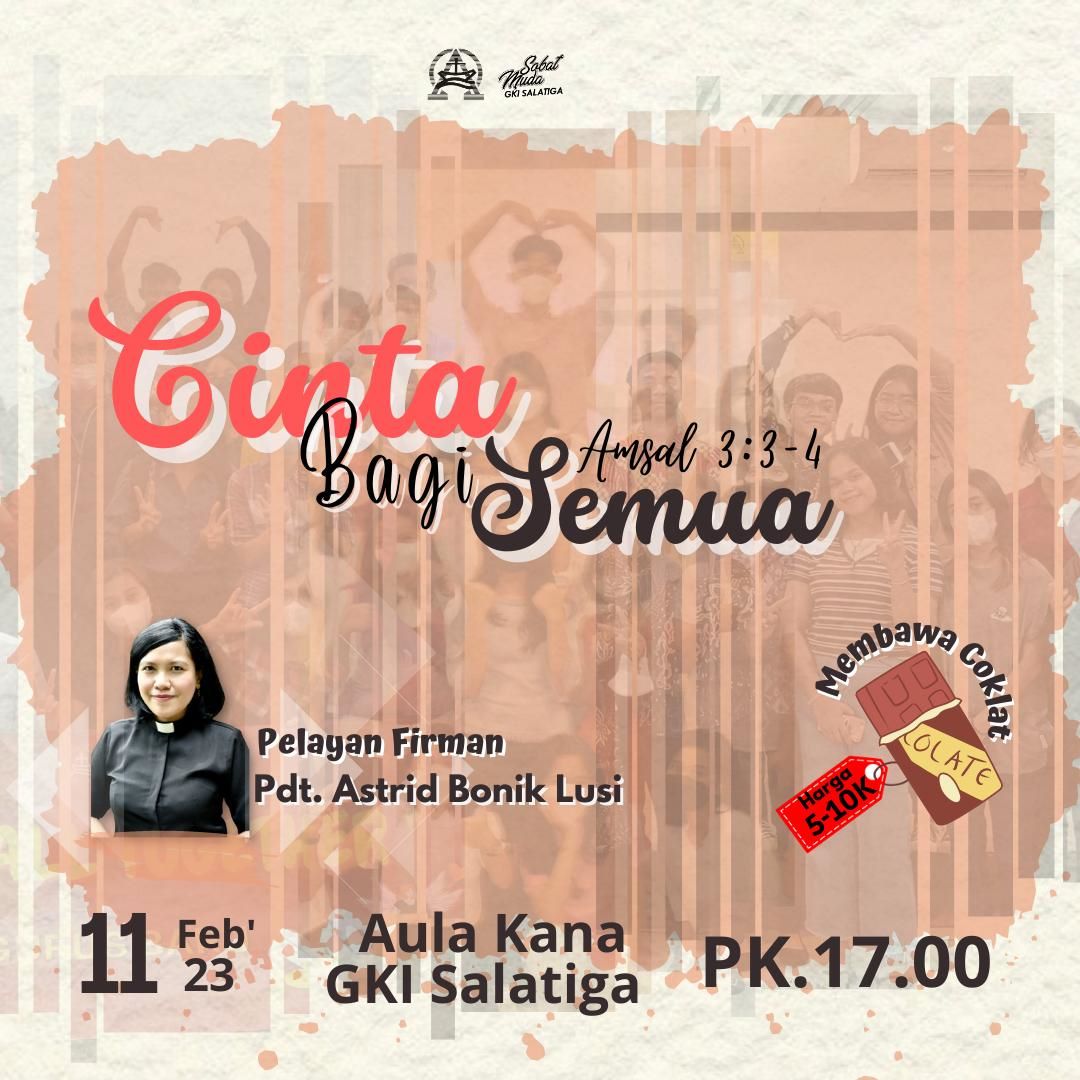 Sobat
Muda
GKI SALATIGA
Cinta
Bagi
Amsal 3:3-4
Semua
Membawa Coklat
COLATE
Harga
5-10K
Pelayan Firman
Pdt. Astrid Bonik Lusi
11 Feb'
23
Aula Kana
GKI Salatiga
PK.17.00